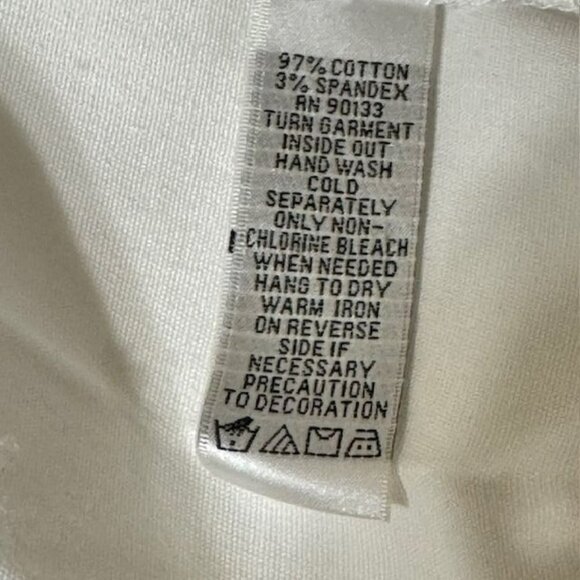 97% COTTON
3% SPANDEX
RN 90133
TURN GARMENT
INSIDE OUT
HAND WASH
COLD
SEPARATELY
ONLY NON-
CHLORINE BLEACH
WHEN NEEDED
HANG TO DRY
WARM IRON
ON REVERSE
SIDE IF
NECESSARY
PRECAUTION
TO DECORATION